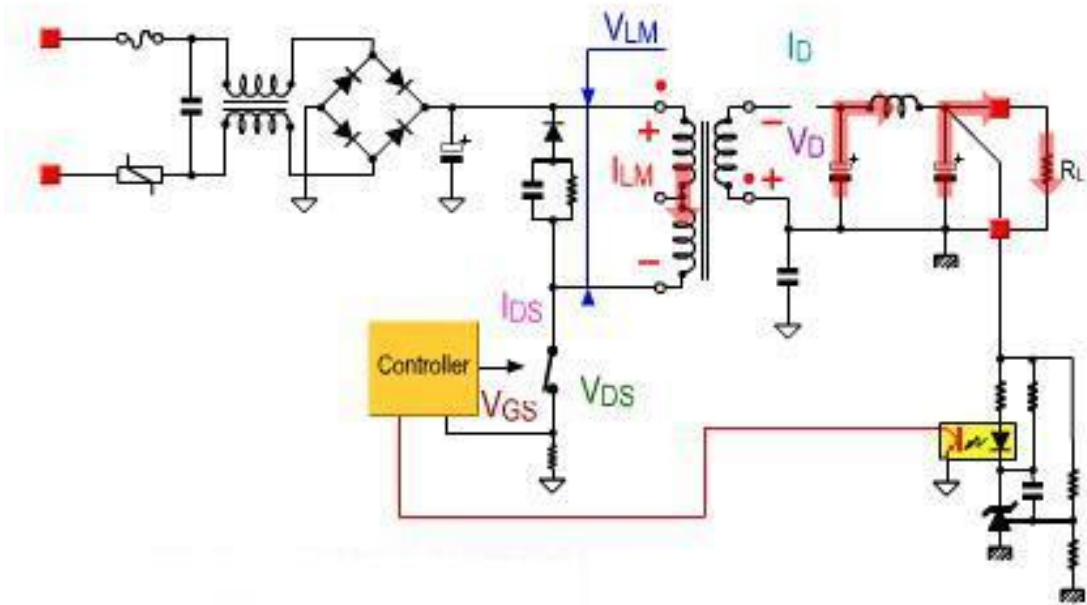 VLM
ID
VD
ILM
RL
IDS
Controller
VGS
VDS